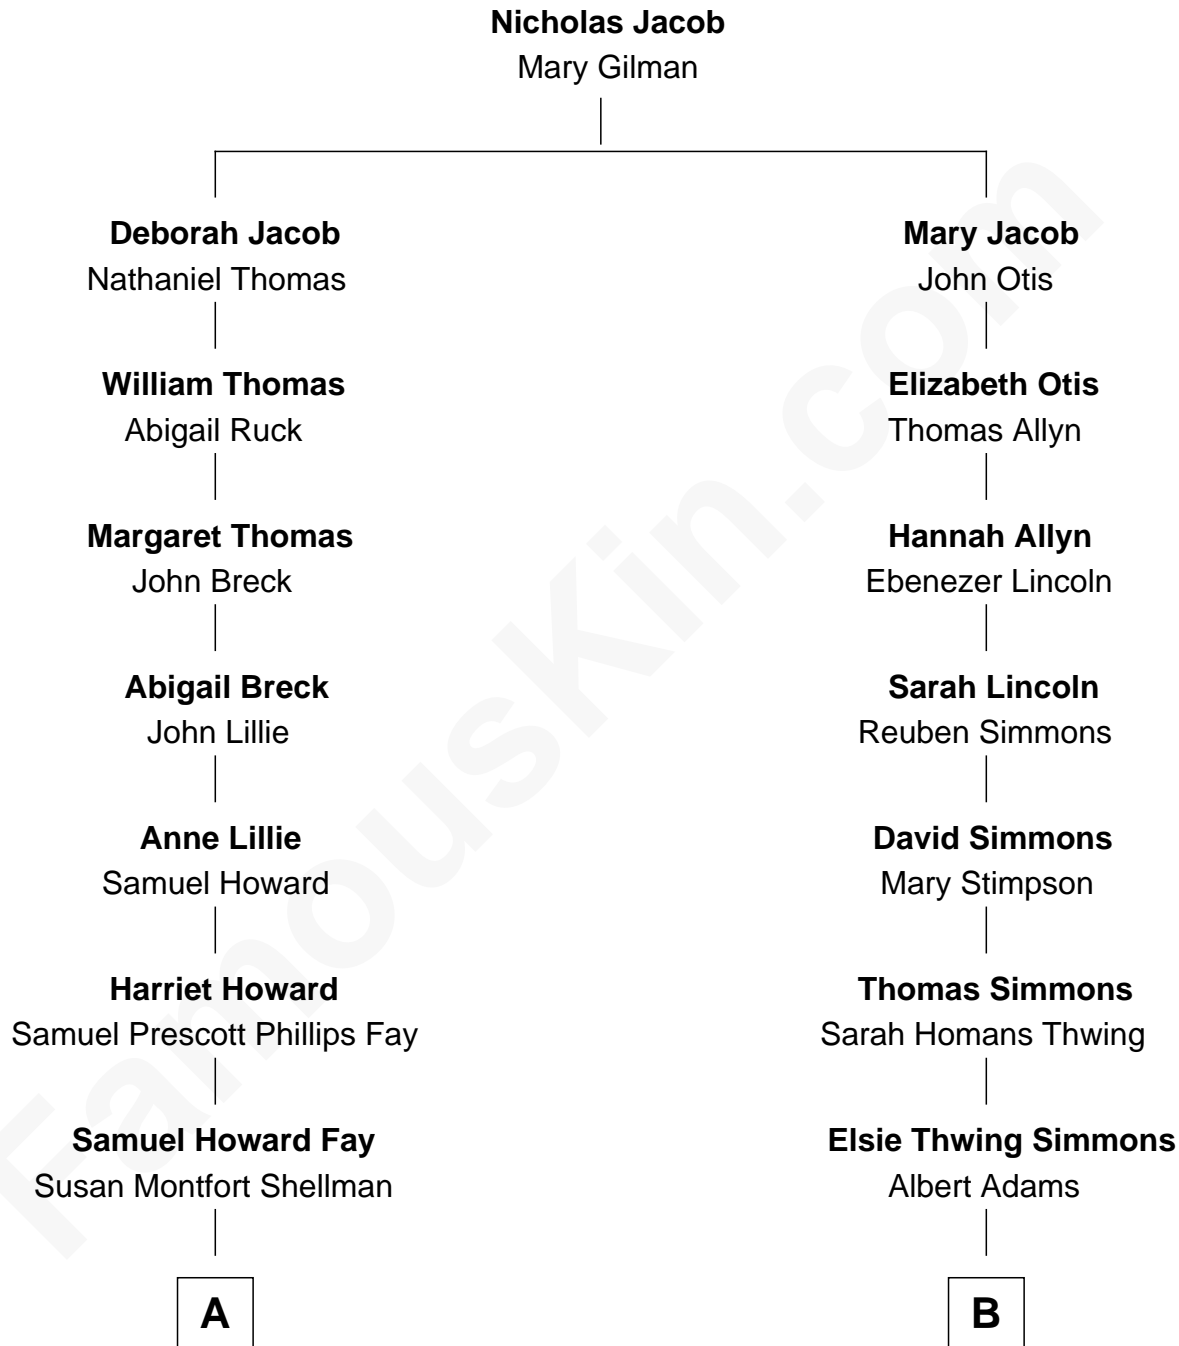 Nicholas Jacob
Mary Gilman
Deborah Jacob
Nathaniel Thomas
Mary Jacob
John Otis
William Thomas
Abigail Ruck
Elizabeth Otis
Thomas Allyn
Margaret Thomas
John Breck
Hannah Allyn
Ebenezer Lincoln
Abigail Breck
John Lillie
Sarah Lincoln
Reuben Simmons
Anne Lillie
Samuel Howard
David Simmons
Mary Stimpson
Harriet Howard
Samuel Prescott Phillips Fay
Thomas Simmons
Sarah Homans Thwing
Samuel Howard Fay
Susan Montfort Shellman
Elsie Thwing Simmons
Albert Adams
A
B
FamousKin.com